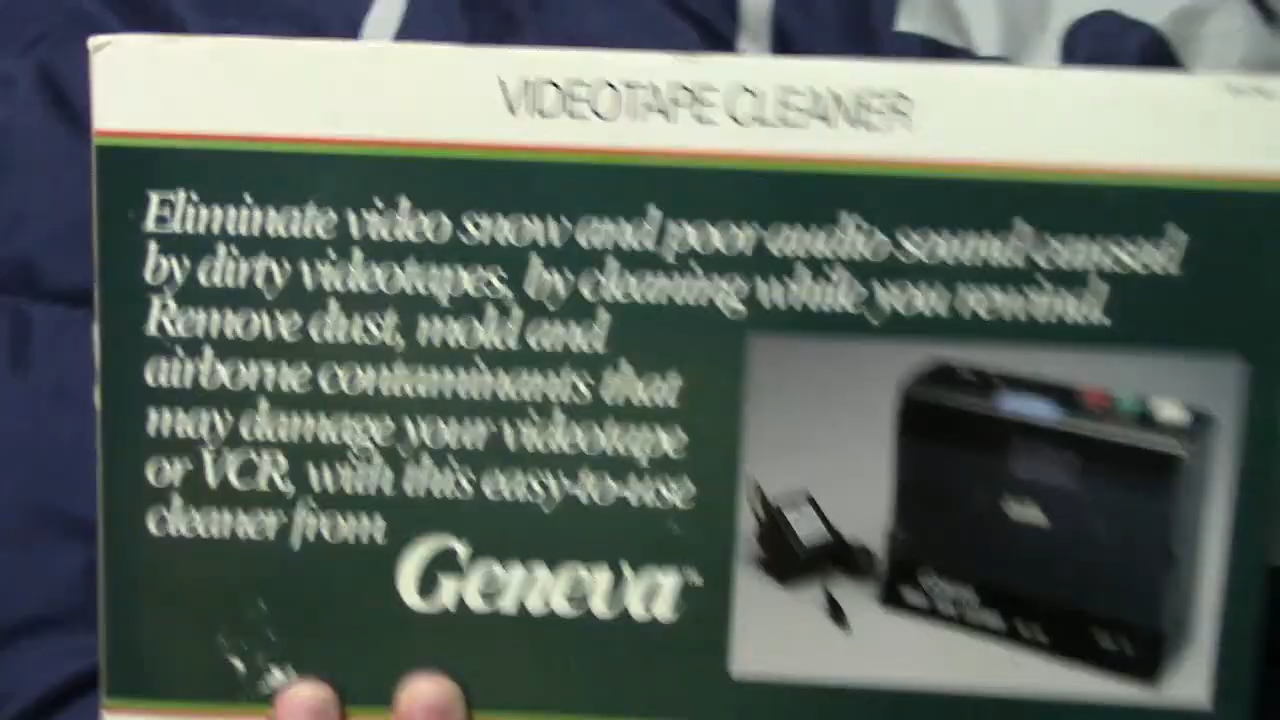 VIDEOTAPE CLEANER
Eliminate video snow and poor audio sound caused
by dirty videotapes, by cleaning while you rewind.
Remove dust, mold and
airborne contaminants that
may damage your videotape
or VCR, with this easy-to-use
cleaner from
Geneva™